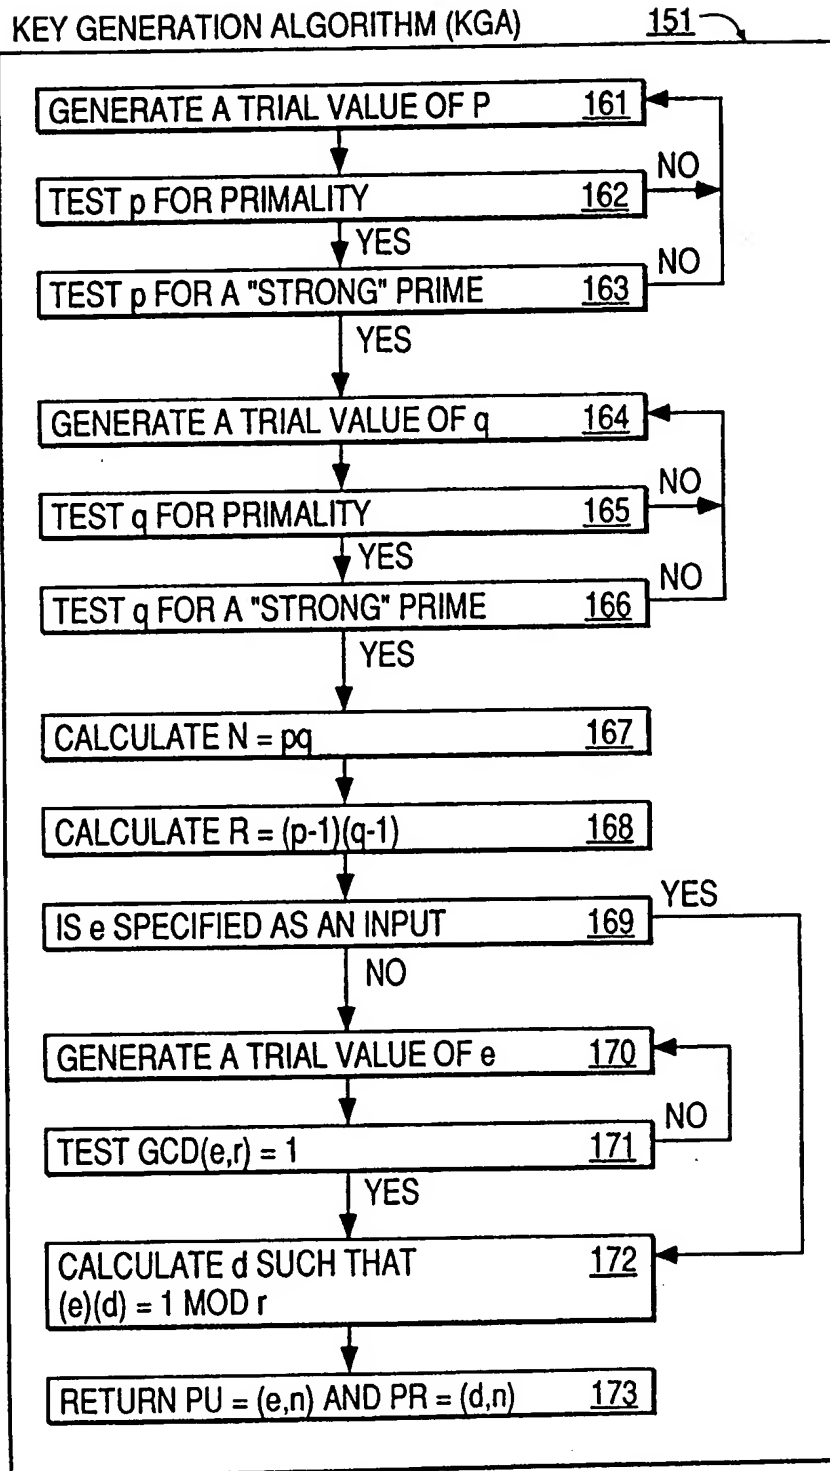 KEY GENERATION ALGORITHM (KGA) 151
GENERATE A TRIAL VALUE OF P 161
NO
TEST p FOR PRIMALITY 162
YES
NO
TEST p FOR A "STRONG" PRIME 163
YES
GENERATE A TRIAL VALUE OF q 164
NO
TEST q FOR PRIMALITY 165
YES
NO
TEST q FOR A "STRONG" PRIME 166
YES
CALCULATE N = pq 167
CALCULATE R = (p-1)(q-1) 168
YES
IS e SPECIFIED AS AN INPUT 169
NO
GENERATE A TRIAL VALUE OF e 170
NO
TEST GCD(e,r) = 1 171
YES
CALCULATE d SUCH THAT 172
(e)(d) = 1 MOD r
RETURN PU = (e,n) AND PR = (d,n) 173